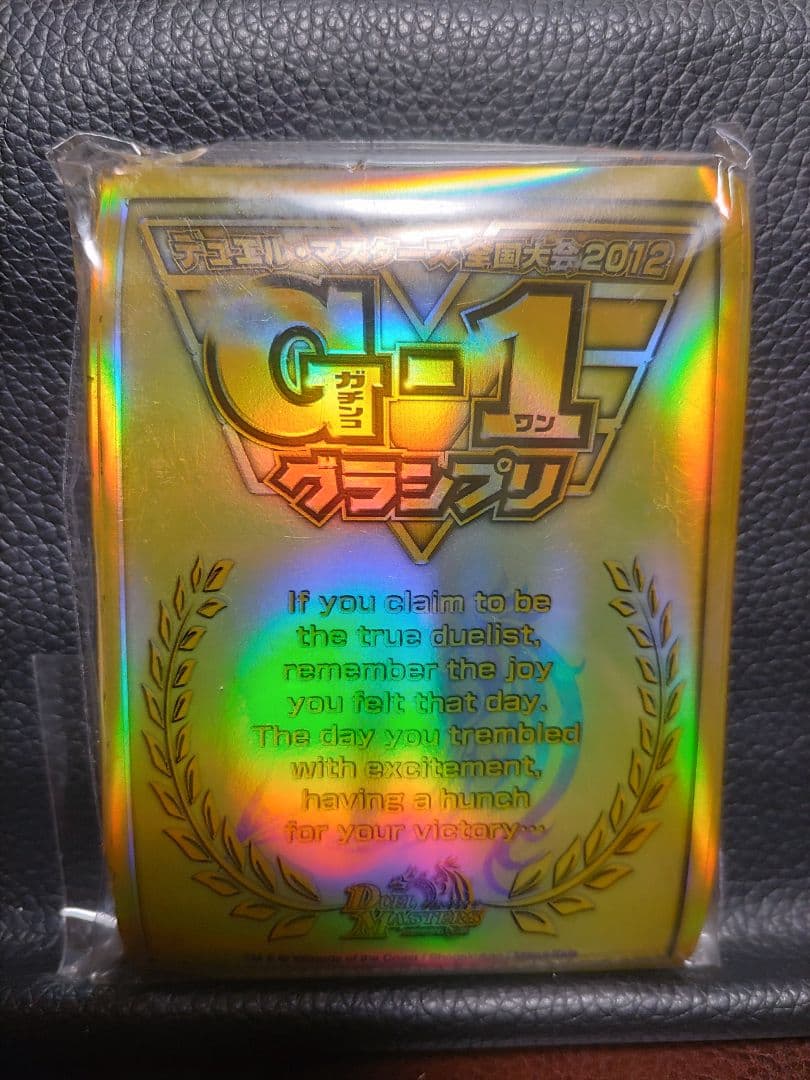 デュエル・マスターズ 全国大会2012
G-1
ガチンコ
ワン
グランプリ
If you claim to be
the true duelist,
remember the joy
you felt that day.
The day you trembled
with excitement,
having a hunch
for your victory…
DUEL MASTERS